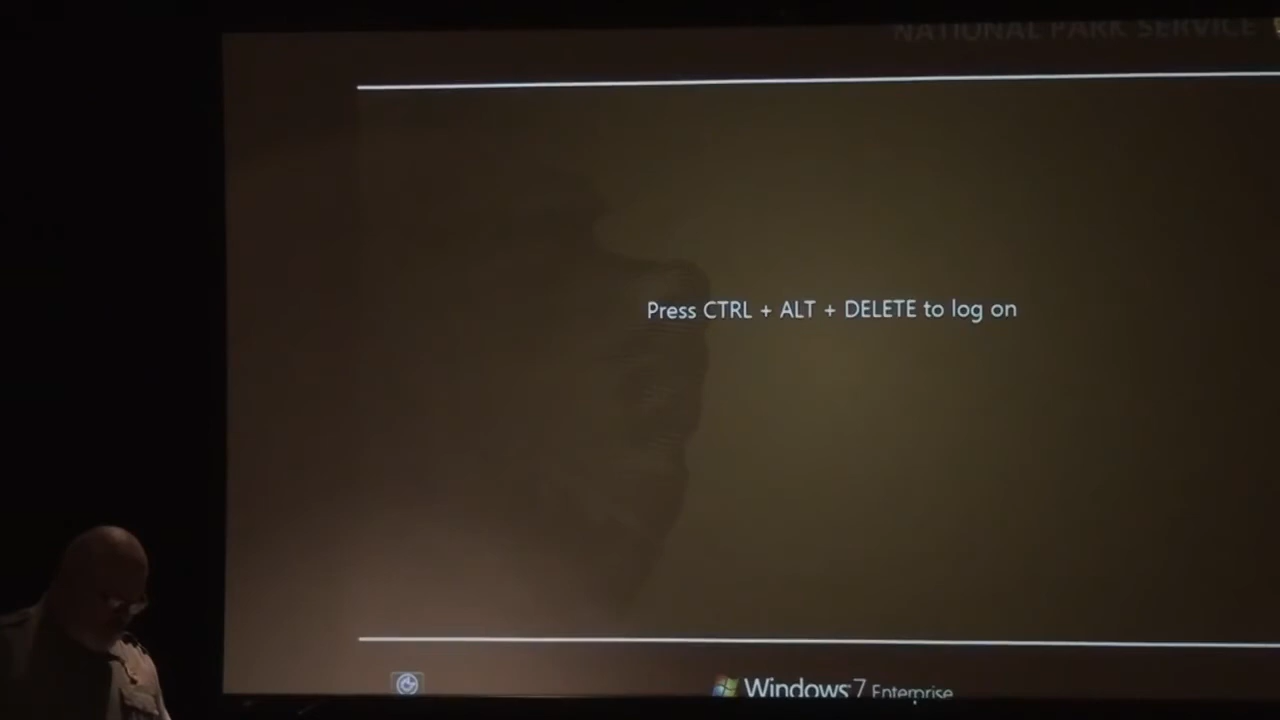 NATIONAL PARK SERVICE
Press CTRL + ALT + DELETE to log on
Windows 7 Enterprise